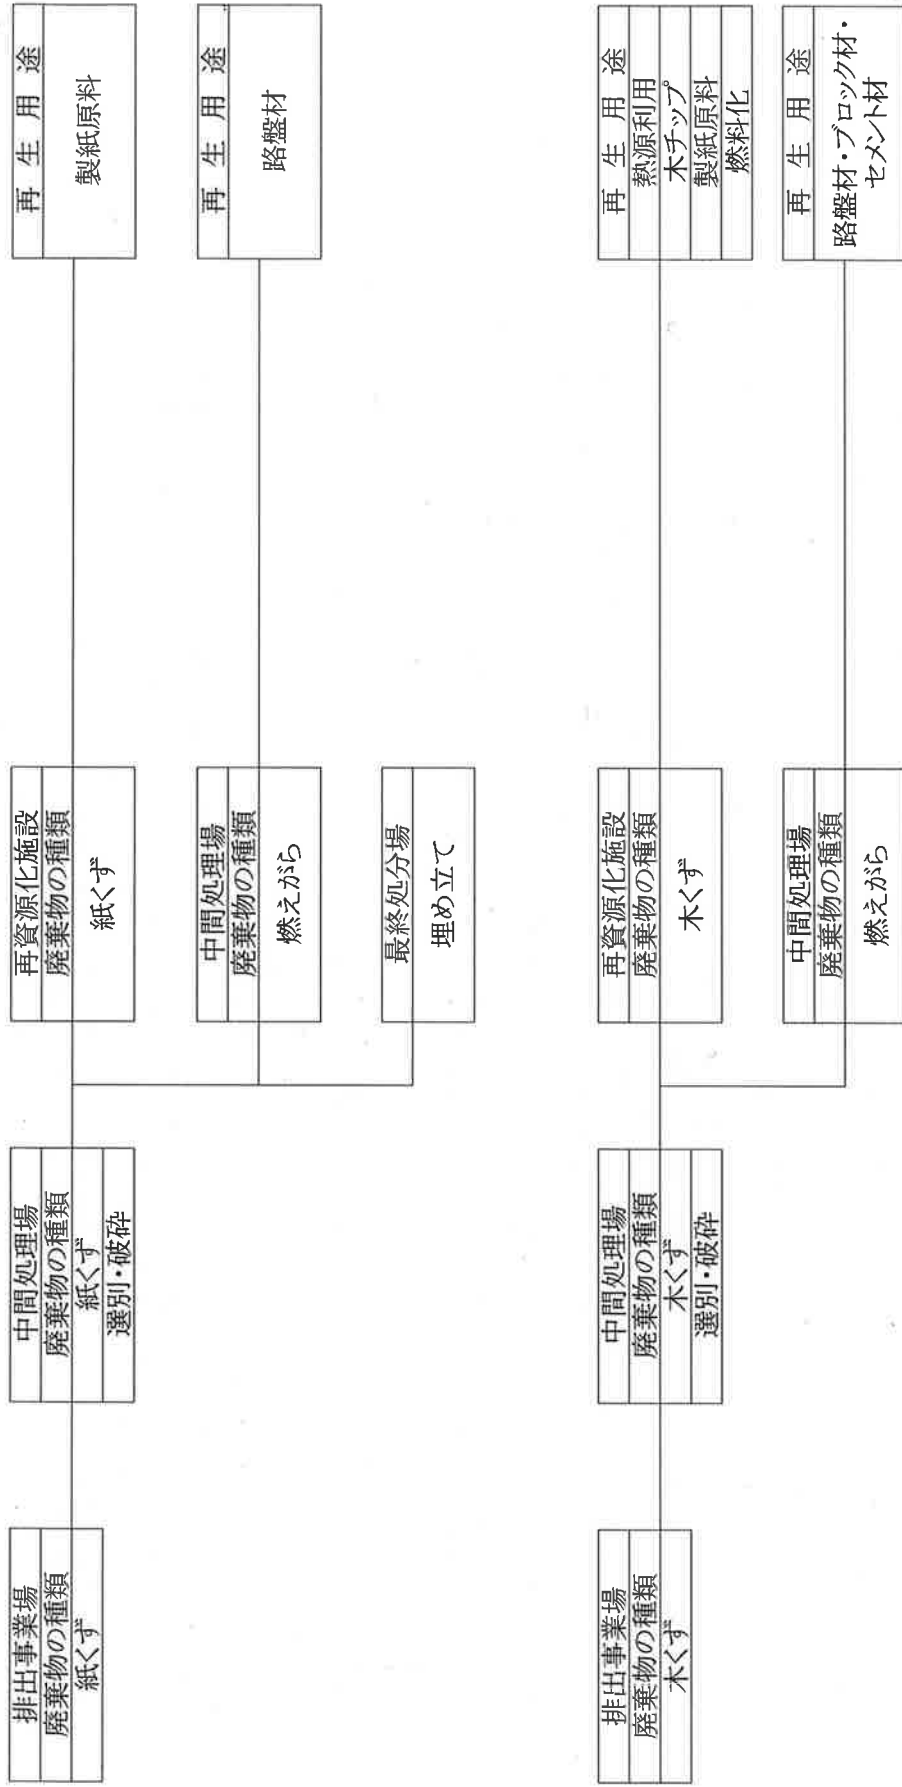 排出事業場
廃棄物の種類
紙くず
中間処理場
廃棄物の種類
紙くず
選別・破砕
再資源化施設
廃棄物の種類
紙くず
再生用途
製紙原料
中間処理場
廃棄物の種類
燃えがら
再生用途
路盤材
最終処分場
埋め立て
排出事業場
廃棄物の種類
木くず
中間処理場
廃棄物の種類
木くず
選別・破砕
再資源化施設
廃棄物の種類
木くず
再生用途
熱源利用
木チップ
製紙原料
燃料化
中間処理場
廃棄物の種類
燃えがら
再生用途
路盤材・ブロック材・
セメント材